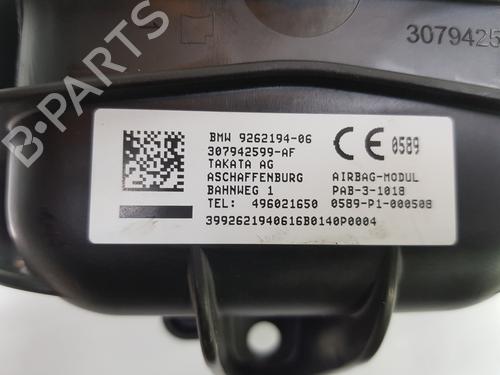 3079425
BMW 9262194-06
307942599-AF
TAKATA AG
ASCHAFFENBURG
BAHNWEG 1
TEL: 496021650
CE 0589
AIRBAG-MODUL
PAB-3-1018
0589-P1-000508
3992621940616B0140P0004
B-PARTS